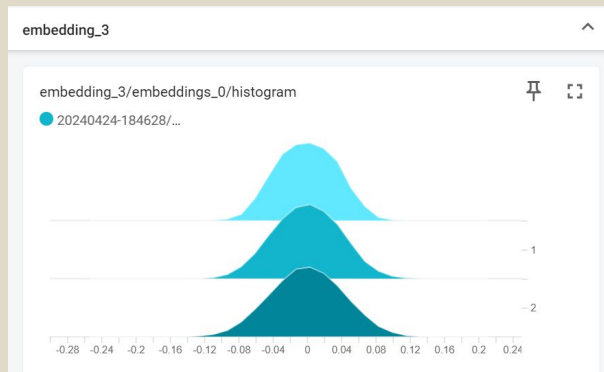 embedding_3
embedding_3/embeddings_0/histogram
20240424-184628/...
1
2
-0.28 -0.24 -0.2 -0.16 -0.12 -0.08 -0.04 0 0.04 0.08 0.12 0.16 0.2 0.24